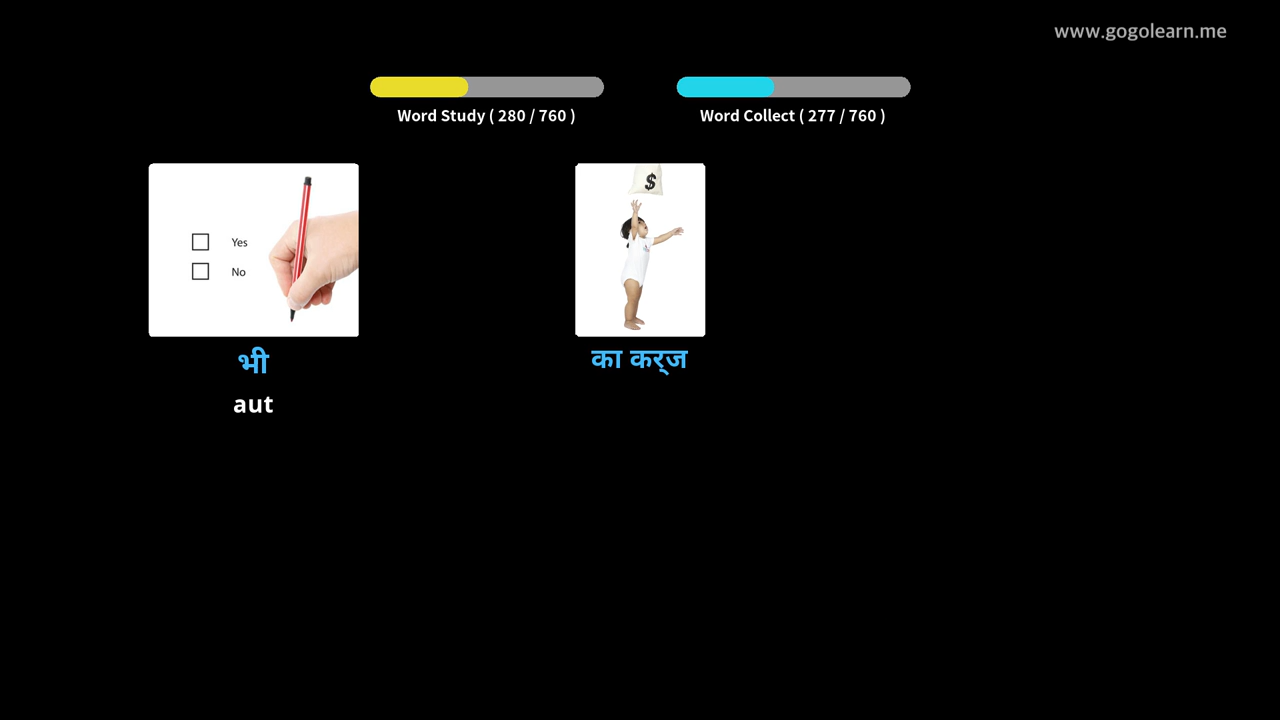 www.gogolearn.me
Word Study ( 280 / 760 )
Word Collect ( 277 / 760 )
Yes
No
$
भी
का कर्ज
aut